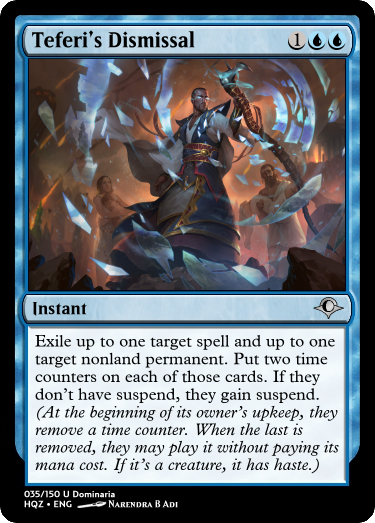 Teferi's Dismissal 1
Instant
Exile up to one target spell and up to one
target nonland permanent. Put two time
counters on each of those cards. If they
don't have suspend, they gain suspend.
(At the beginning of its owner's upkeep, they
remove a time counter. When the last is
removed, they may play it without paying its
mana cost. If it's a creature, it has haste.)
035/150 U Dominaria
HQZ • ENG Narendra B Adi